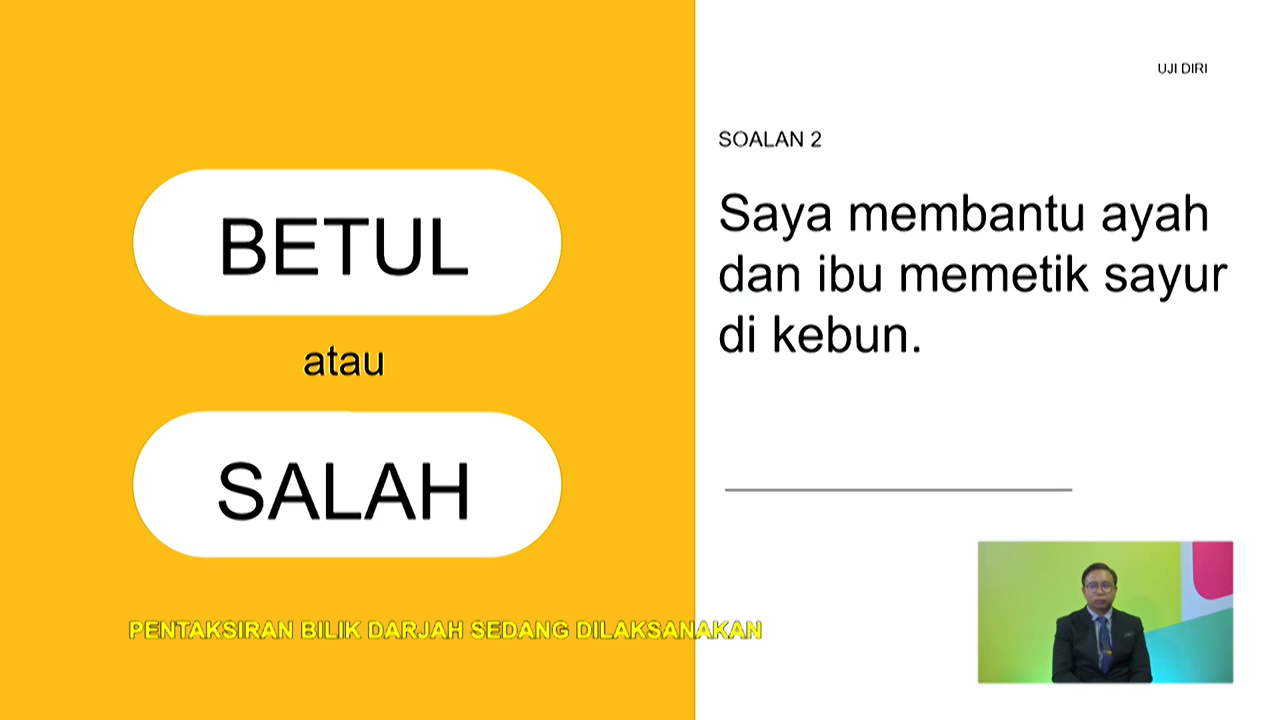 UJI DIRI
SOALAN 2
Saya membantu ayah
dan ibu memetik sayur
di kebun.
BETUL
atau
SALAH
PENTAKSIRAN BILIK DARJAH SEDANG DILAKSANAKAN